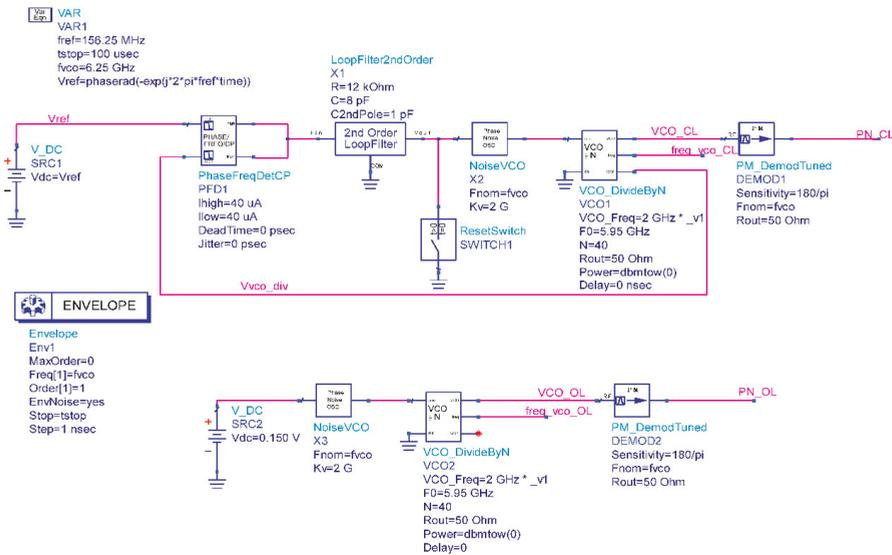 Var
Eqn
VAR
VAR1
fref=156.25 MHz
tstop=100 usec
fvco=6.25 GHz
Vref=phaserad(-exp(j*2*pi*fref*time))
Vref
V_DC
SRC1
Vdc=Vref
PHASE/
PhaseFreqDetCP
PFD1
Ihigh=40 uA
Ilow=40 uA
DeadTime=0 psec
Jitter=0 psec
LoopFilter2ndOrder
X1
R=12 kOhm
C=8 pF
C2ndPole=1 pF
2nd Order
LoopFilter
ResetSwitch
SWITCH1
Phase
Noise
OSC
NoiseVCO
X2
Fnom=fvco
Kv=2 G
VCO
÷N
VCO_DivideByN
VCO1
VCO_Freq=2 GHz * _v1
F0=5.95 GHz
N=40
Rout=50 Ohm
Power=dbmtow(0)
Delay=0 nsec
VCO_CL
freq_vco_CL
RF
PM_DemodTuned
DEMOD1
Sensitivity=180/pi
Fnom=fvco
Rout=50 Ohm
PN_CL
Vvco_div
ENVELOPE
Envelope
Env1
MaxOrder=0
Freq[1]=fvco
Order[1]=1
EnvNoise=yes
Stop=tstop
Step=1 nsec
V_DC
SRC2
Vdc=0.150 V
Phase
Noise
OSC
NoiseVCO
X3
Fnom=fvco
Kv=2 G
VCO
÷N
VCO_DivideByN
VCO2
VCO_Freq=2 GHz * _v1
F0=5.95 GHz
N=40
Rout=50 Ohm
Power=dbmtow(0)
Delay=0
VCO_OL
freq_vco_OL
RF
PM_DemodTuned
DEMOD2
Sensitivity=180/pi
Fnom=fvco
Rout=50 Ohm
PN_OL